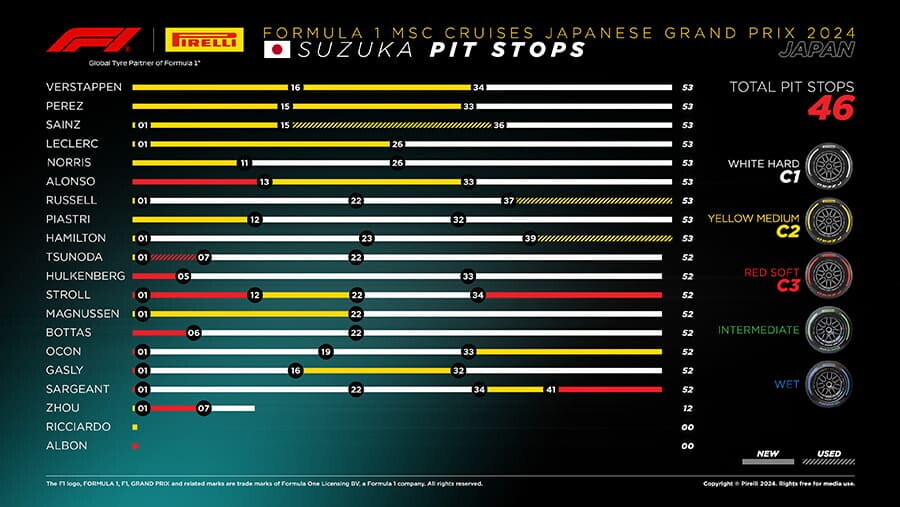 F1
PIRELLI
Global Tyre Partner of Formula 1®
FORMULA 1 MSC CRUISES JAPANESE GRAND PRIX 2024
SUZUKA PIT STOPS
JAPAN
VERSTAPPEN 16 34 53
PEREZ 15 33 53
SAINZ 01 15 36 53
LECLERC 01 26 53
NORRIS 11 26 53
ALONSO 13 33 53
RUSSELL 01 22 37 53
PIASTRI 12 32 53
HAMILTON 01 23 39 53
TSUNODA 01 07 22 52
HULKENBERG 05 33 52
STROLL 01 12 22 34 52
MAGNUSSEN 01 22 52
BOTTAS 06 22 52
OCON 01 19 33 52
GASLY 01 16 32 52
SARGEANT 01 22 34 41 52
ZHOU 01 07 12
RICCIARDO 00
ALBON 00
TOTAL PIT STOPS
46
WHITE HARD
C1
YELLOW MEDIUM
C2
RED SOFT
C3
INTERMEDIATE
WET
NEW USED
The F1 logo, FORMULA 1, F1, GRAND PRIX and related marks are trade marks of Formula One Licensing BV, a Formula 1 company. All rights reserved.
Copyright © Pirelli 2024. Rights free for media use.